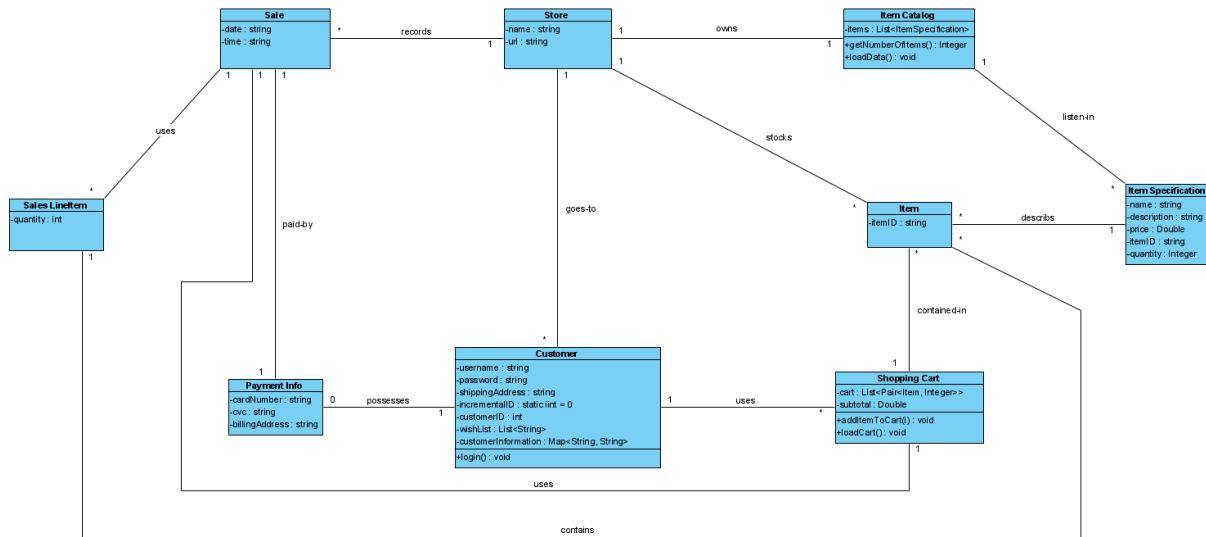 Sale
-date : string
-time : string
Store
-name : string
-url : string
Item Catalog
-items : List<ItemSpecification>
+getNumberOfItems() : Integer
+loadData() : void
* records 1
1 owns 1
1 1 1
1
1
1
uses
listen-in
stocks
*
*
Sales LineItem
-quantity : int
1
paid-by
goes-to
*
Item
-itemID : string
* describs 1
*
*
Item Specification
-name : string
-description : string
-price : Double
-itemID : string
-quantity : Integer
contained-in
*
1
1
Payment Info
-cardNumber : string
-cvc : string
-billingAddress : string
0 possesses 1
Customer
-username : string
-password : string
-shippingAddress : string
-incrementalID : static iint = 0
-customerID : int
-wishList : List<String>
-customerInformation : Map<String, String>
+login() : void
1 uses *
Shopping Cart
-cart : List<Pair<Item, Integer>>
-subtotal : Double
+addItemToCart(i) : void
+loadCart() : void
1
uses
contains